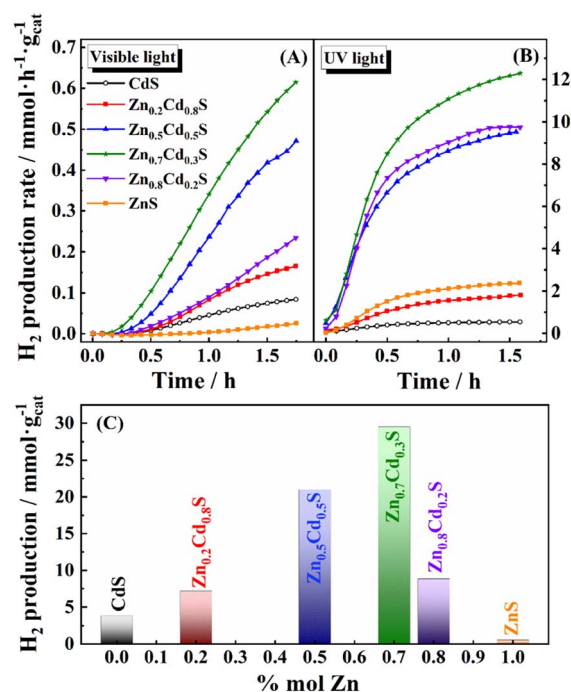 H₂ production rate / mmol·h⁻¹·g⁻¹cat
0.7
0.6
0.5
0.4
0.3
0.2
0.1
0.0
Visible light
(A)
CdS
Zn₀.₂Cd₀.₈S
Zn₀.₅Cd₀.₅S
Zn₀.₇Cd₀.₃S
Zn₀.₈Cd₀.₂S
ZnS
0.0 0.5 1.0 1.5
Time / h
UV light
(B)
12
10
8
6
4
2
0
0.0 0.5 1.0 1.5
Time / h
H₂ production / mmol·g⁻¹cat
30
25
20
15
10
5
0
(C)
CdS
Zn₀.₂Cd₀.₈S
Zn₀.₅Cd₀.₅S
Zn₀.₇Cd₀.₃S
Zn₀.₈Cd₀.₂S
ZnS
0.0 0.1 0.2 0.3 0.4 0.5 0.6 0.7 0.8 0.9 1.0
% mol Zn